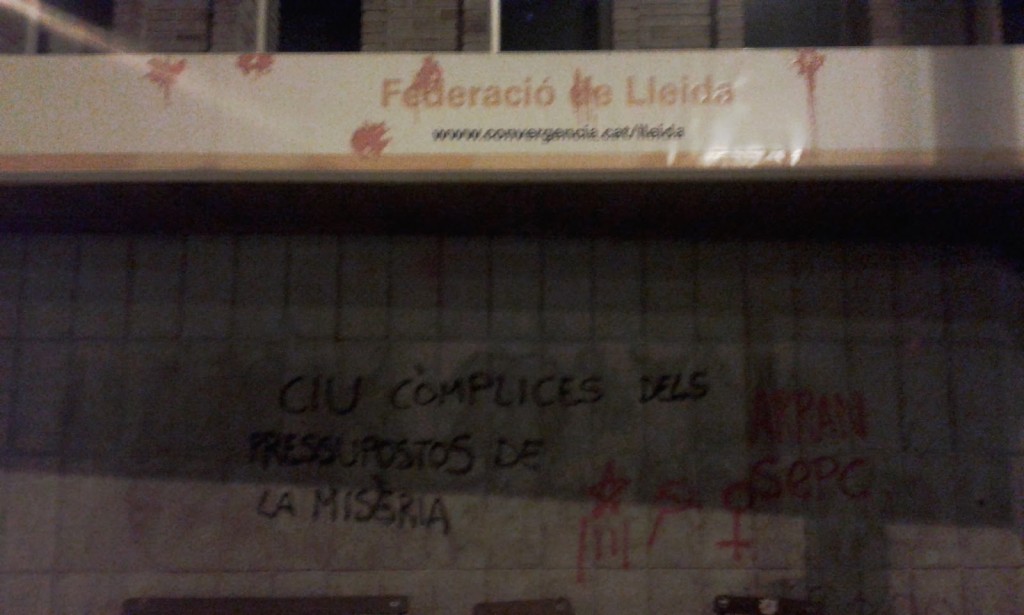 Federació de Lleida
www.convergencia.cat/lleida
CIU CÒMPLICES DELS
PRESSUPOSTOS DE
LA MISÈRIA
ARRAN
SEPC